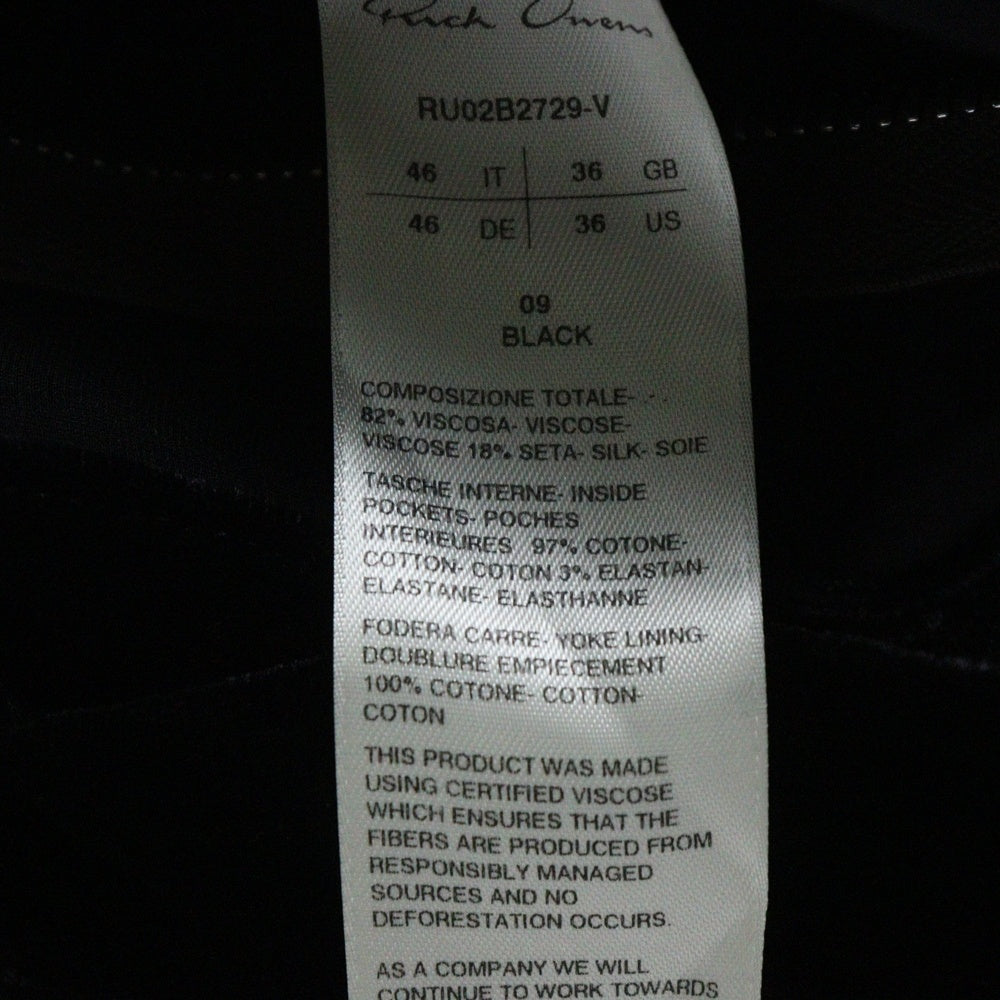 Rick Owens
RU02B2729-V
46 IT 36 GB
46 DE 36 US
09
BLACK
COMPOSIZIONE TOTALE- - -
82% VISCOSA- VISCOSE-
VISCOSE 18% SETA- SILK- SOIE
TASCHE INTERNE- INSIDE
POCKETS- POCHES
INTERIEURES 97% COTONE-
COTTON- COTON 3% ELASTAN-
ELASTANE- ELASTHANNE
FODERA CARRE- YOKE LINING-
DOUBLURE EMPIECEMENT
100% COTONE- COTTON-
COTON
THIS PRODUCT WAS MADE
USING CERTIFIED VISCOSE
WHICH ENSURES THAT THE
FIBERS ARE PRODUCED FROM
RESPONSIBLY MANAGED
SOURCES AND NO
DEFORESTATION OCCURS.
AS A COMPANY WE WILL
CONTINUE TO WORK TOWARDS